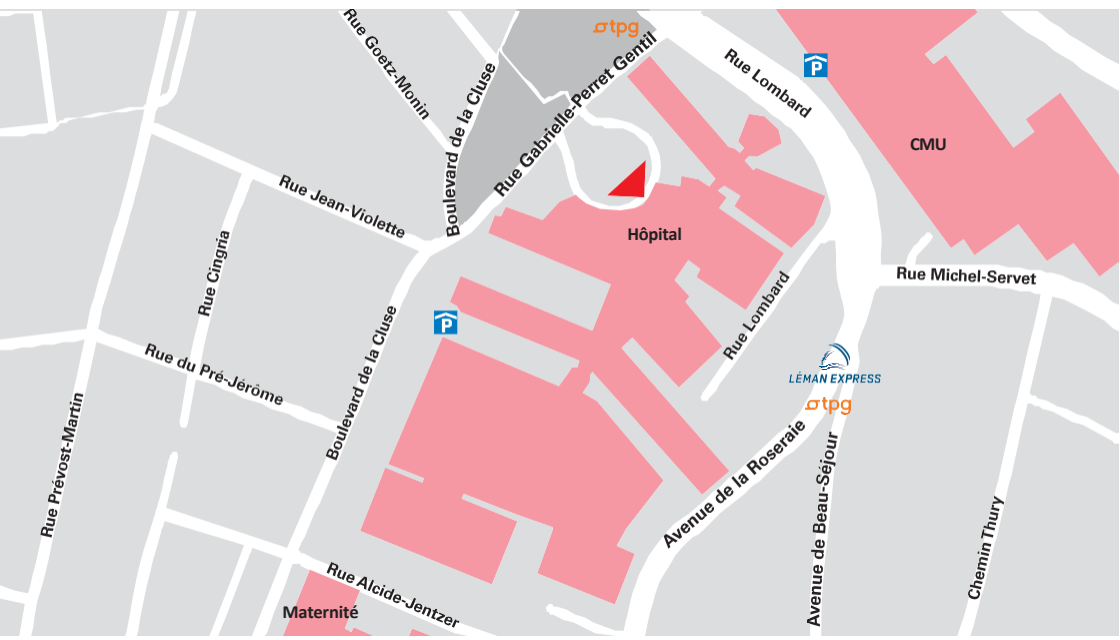 tpg
Rue Goetz-Monin
Boulevard de la Cluse
Rue Gabrielle-Perret Gentil
Rue Lombard
P
CMU
Rue Jean-Violette
Hôpital
Rue Cingria
Rue Michel-Servet
Rue Lombard
P
Boulevard de la Cluse
Rue du Pré-Jérôme
LÉMAN EXPRESS
tpg
Rue Prévost-Martin
Avenue de la Roseraie
Avenue de Beau-Séjour
Chemin Thury
Rue Alcide-Jentzer
Maternité